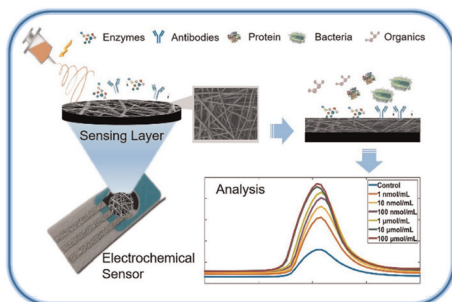 Enzymes
Antibodies
Protein
Bacteria
Organics
Sensing Layer
Electrochemical
Sensor
Analysis
Control
1 nmol/mL
10 nmol/mL
100 nmol/mL
1 μmol/mL
10 μmol/mL
100 μmol/mL